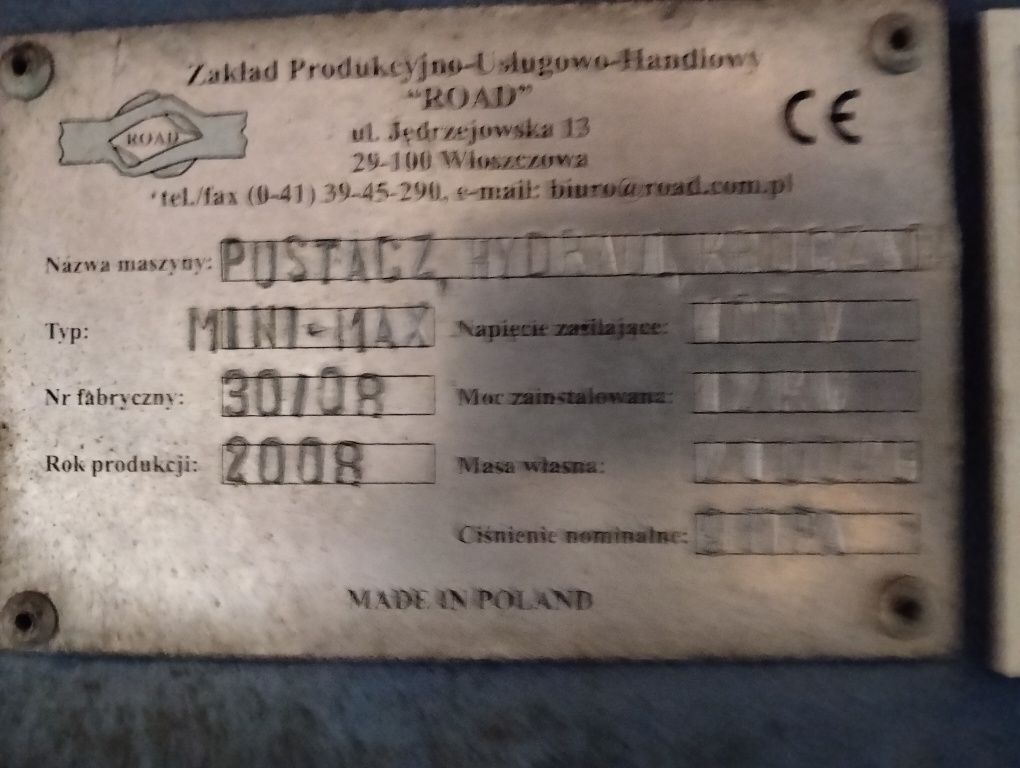 Zakład Produkcyjno-Usługowo-Handlowy
"ROAD"
ROAD
ul. Jędrzejowska 13
29-100 Włoszczowa
tel./fax (0-41) 39-45-290, e-mail: biuro@road.com.pl
CE
Nazwa maszyny: PUSTACZ,
Typ: MINI-MAX Napięcie zasilające:
Nr fabryczny: 30/08 Moc zainstalowana:
Rok produkcji: 2008 Masa własna:
Ciśnienie nominalne:
MADE IN POLAND